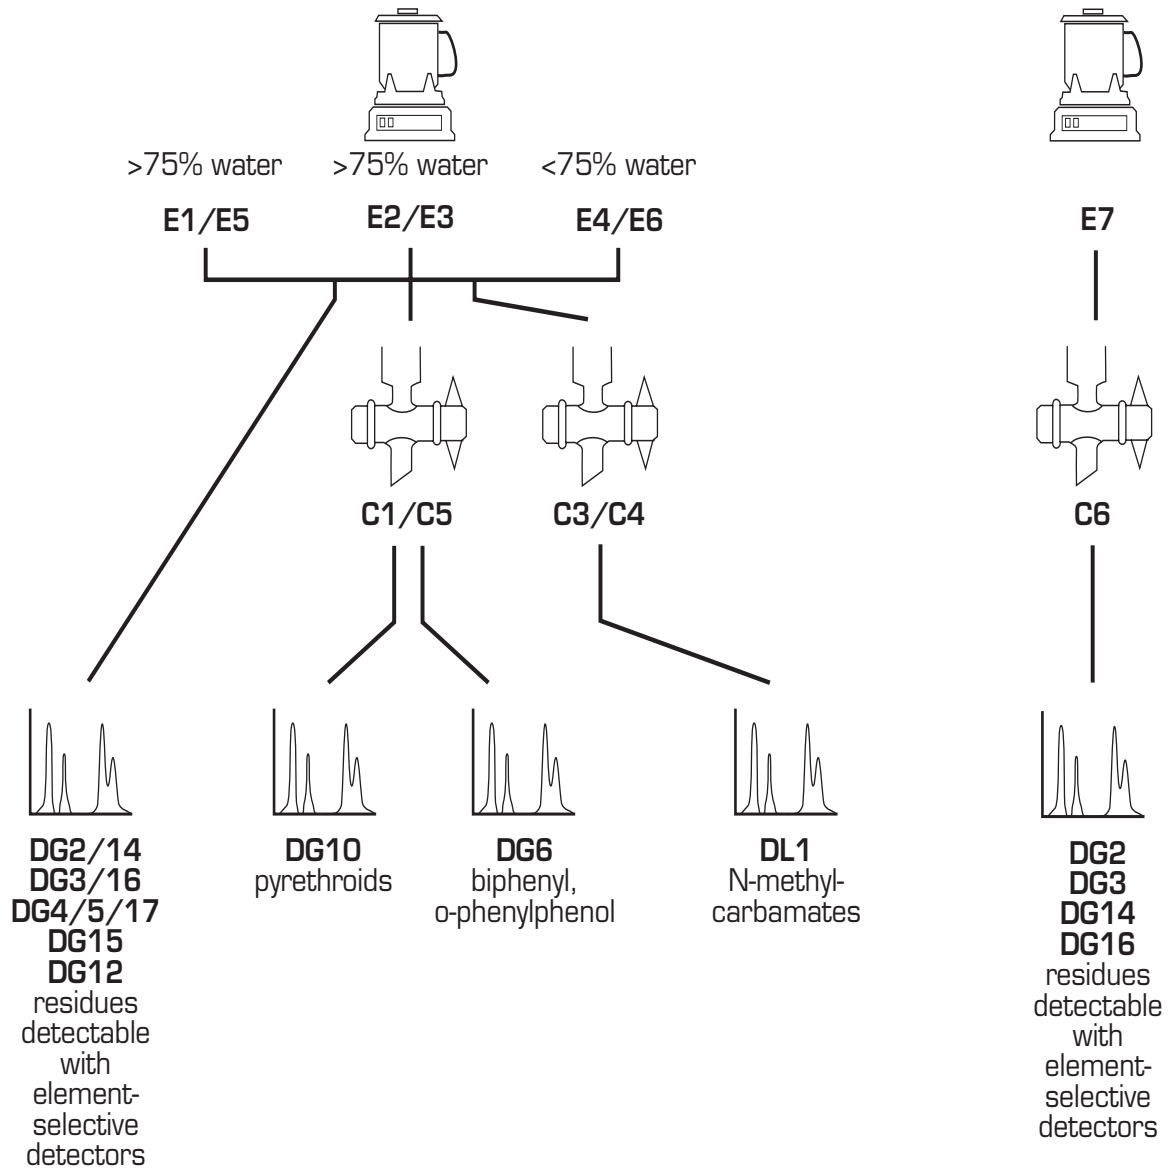 >75% water
>75% water
<75% water
E1/E5
E2/E3
E4/E6
E7
C1/C5
C3/C4
C6
DG2/14
DG3/16
DG4/5/17
DG15
DG12
residues
detectable
with
element-
selective
detectors
DG10
pyrethroids
DG6
biphenyl,
o-phenylphenol
DL1
N-methyl-
carbamates
DG2
DG3
DG14
DG16
residues
detectable
with
element-
selective
detectors